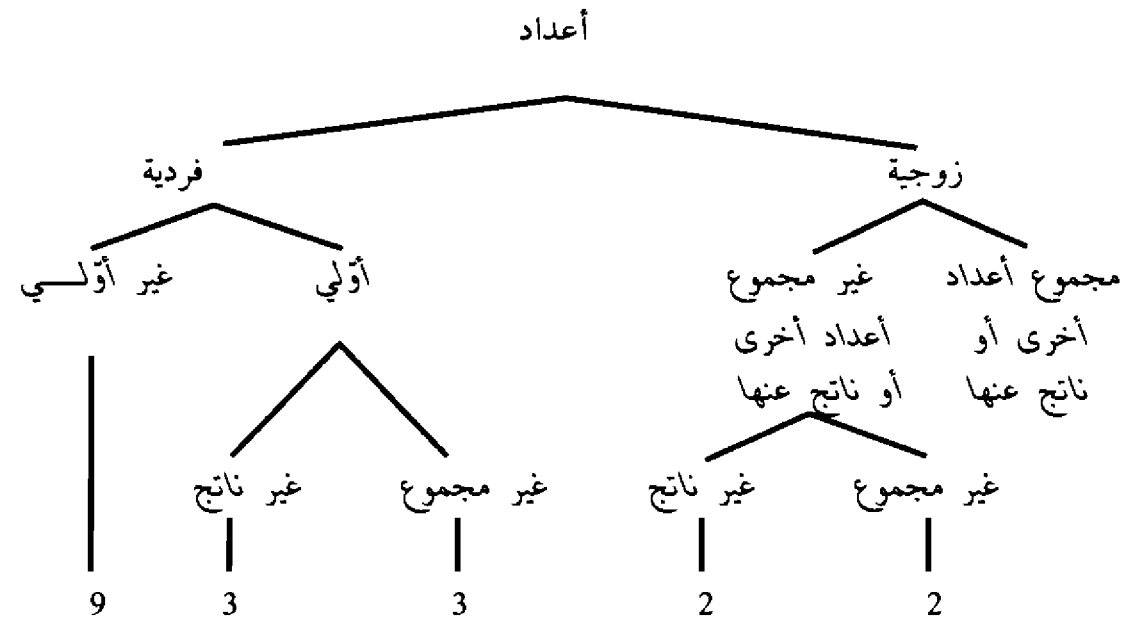 أعداد
زوجية فردية
مجموع أعداد غير مجموع أوّلي غير أوّلـــي
أخرى أو أعداد أخرى
ناتج عنها أو ناتج عنها
غير مجموع غير ناتج غير مجموع غير ناتج
2 2 3 3 9